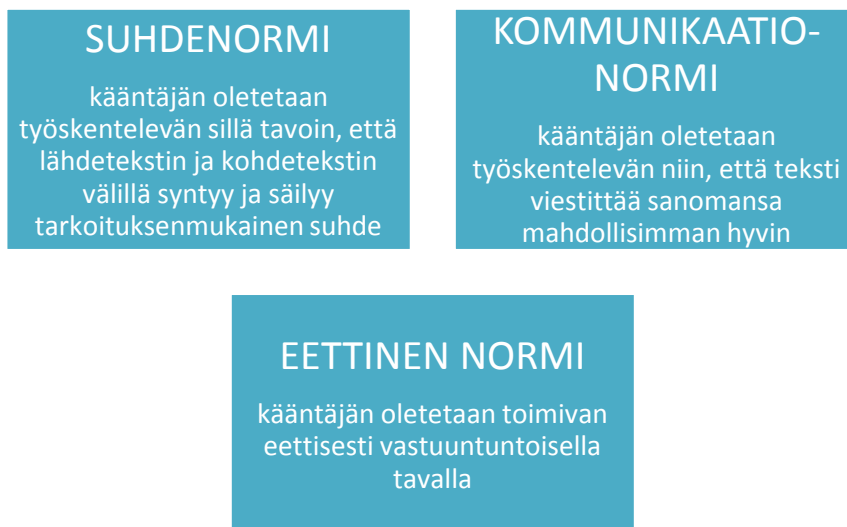 SUHDENORMI
kääntäjän oletetaan
työskentelevän sillä tavoin, että
lähdetekstin ja kohdetekstin
välillä syntyy ja säilyy
tarkoituksenmukainen suhde
KOMMUNIKAATIO-
NORMI
kääntäjän oletetaan
työskentelevän niin, että teksti
viestittää sanomansa
mahdollisimman hyvin
EETTINEN NORMI
kääntäjän oletetaan toimivan
eettisesti vastuuntuntoisella
tavalla